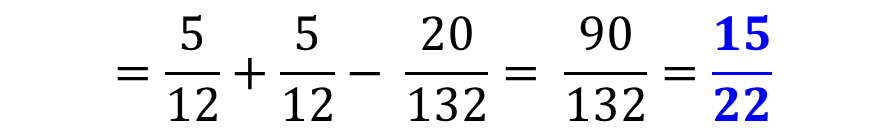 = 5/12 + 5/12 − 20/132 = 90/132 = 15/22